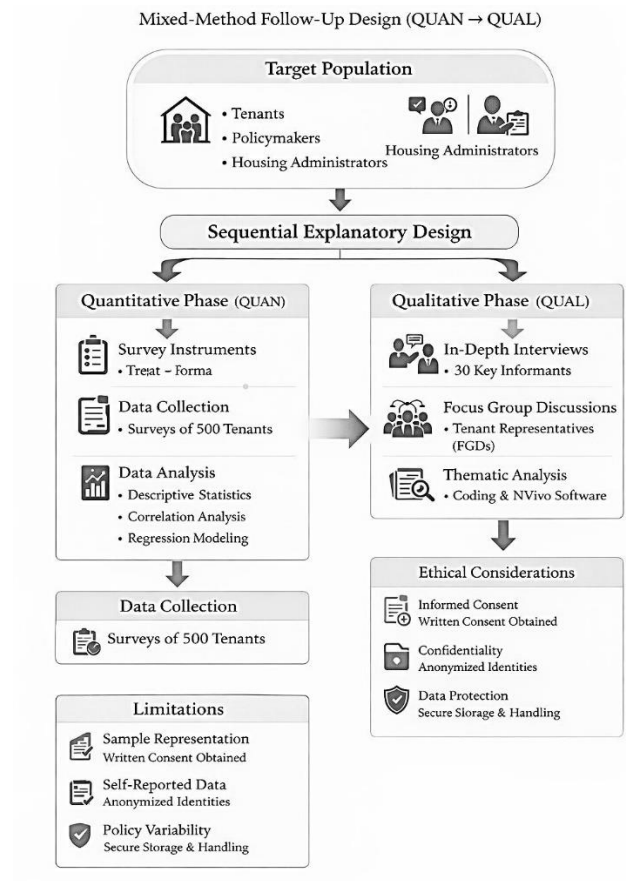 Mixed-Method Follow-Up Design (QUAN → QUAL)
Target Population
• Tenants
• Policymakers
• Housing Administrators
Housing Administrators
Sequential Explanatory Design
Quantitative Phase (QUAN)
Survey Instruments
• Treat – Forma
Data Collection
• Surveys of 500 Tenants
Data Analysis
• Descriptive Statistics
• Correlation Analysis
• Regression Modeling
Data Collection
Surveys of 500 Tenants
Limitations
Sample Representation
Written Consent Obtained
Self-Reported Data
Anonymized Identities
Policy Variability
Secure Storage & Handling
Qualitative Phase (QUAL)
In-Depth Interviews
• 30 Key Informants
Focus Group Discussions
• Tenant Representatives
(FGDs)
Thematic Analysis
• Coding & NVivo Software
Ethical Considerations
Informed Consent
Written Consent Obtained
Confidentiality
Anonymized Identities
Data Protection
Secure Storage & Handling